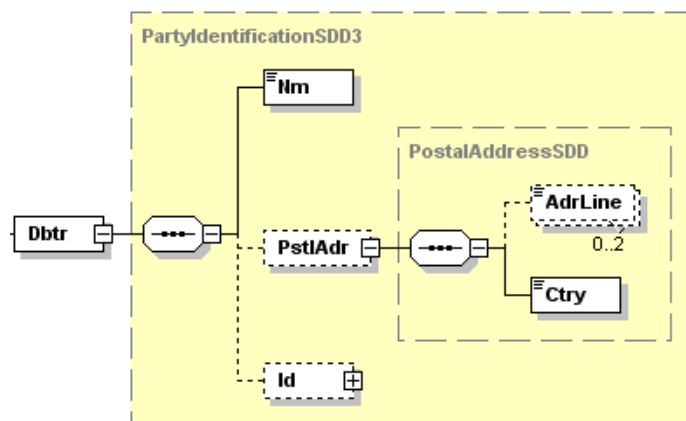 PartyIdentificationSDD3
Nm
PostalAddressSDD
AdrLine
0..2
Dbtr
PstlAdr
Ctry
Id